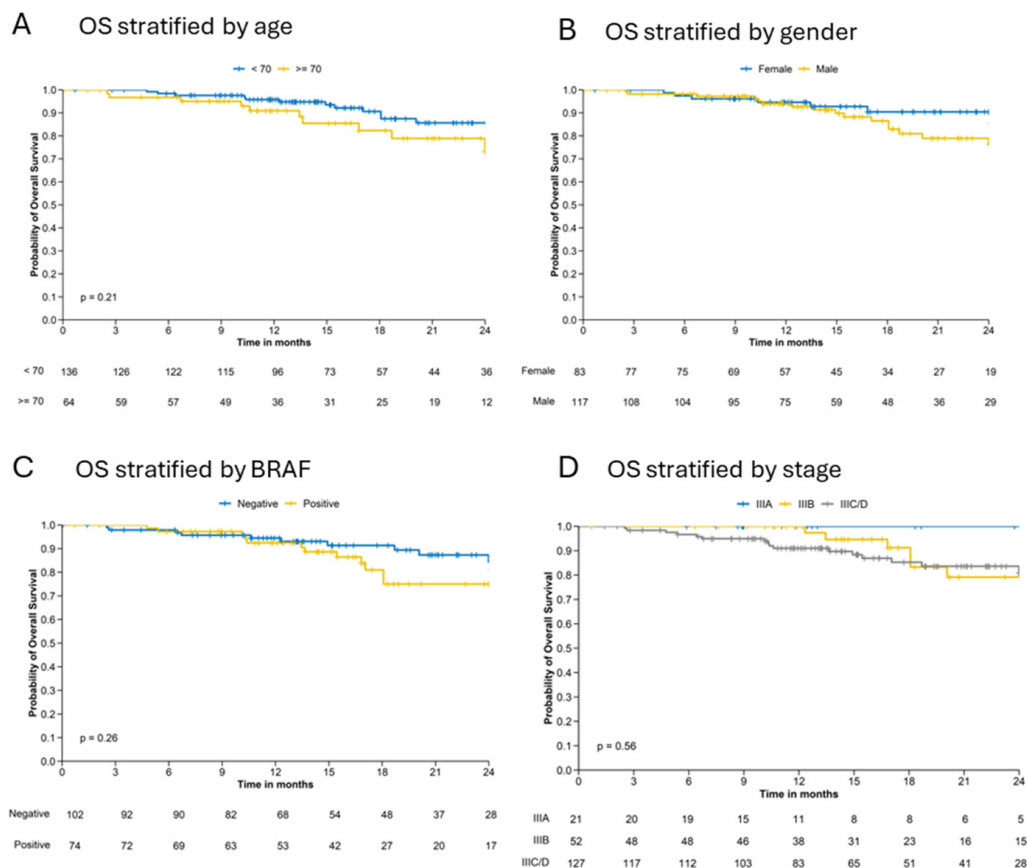 A OS stratified by age
< 70 >= 70
Probability of Overall Survival
1.0
0.9
0.8
0.7
0.6
0.5
0.4
0.3
0.2
0.1
0.0
p = 0.21
0 3 6 9 12 15 18 21 24
Time in months
< 70 136 126 122 115 96 73 57 44 36
>= 70 64 59 57 49 36 31 25 19 12
B OS stratified by gender
Female Male
Probability of Overall Survival
1.0
0.9
0.8
0.7
0.6
0.5
0.4
0.3
0.2
0.1
0.0
0 3 6 9 12 15 18 21 24
Time in months
Female 83 77 75 69 57 45 34 27 19
Male 117 108 104 95 75 59 48 36 29
C OS stratified by BRAF
Negative Positive
Probability of Overall Survival
1.0
0.9
0.8
0.7
0.6
0.5
0.4
0.3
0.2
0.1
0.0
p = 0.26
0 3 6 9 12 15 18 21 24
Time in months
Negative 102 92 90 82 68 54 48 37 28
Positive 74 72 69 63 53 42 27 20 17
D OS stratified by stage
IIIA IIIB IIIC/D
Probability of Overall Survival
1.0
0.9
0.8
0.7
0.6
0.5
0.4
0.3
0.2
0.1
0.0
p = 0.56
0 3 6 9 12 15 18 21 24
Time in months
IIIA 21 20 19 15 11 8 8 6 5
IIIB 52 48 48 46 38 31 23 16 15
IIIC/D 127 117 112 103 83 65 51 41 28